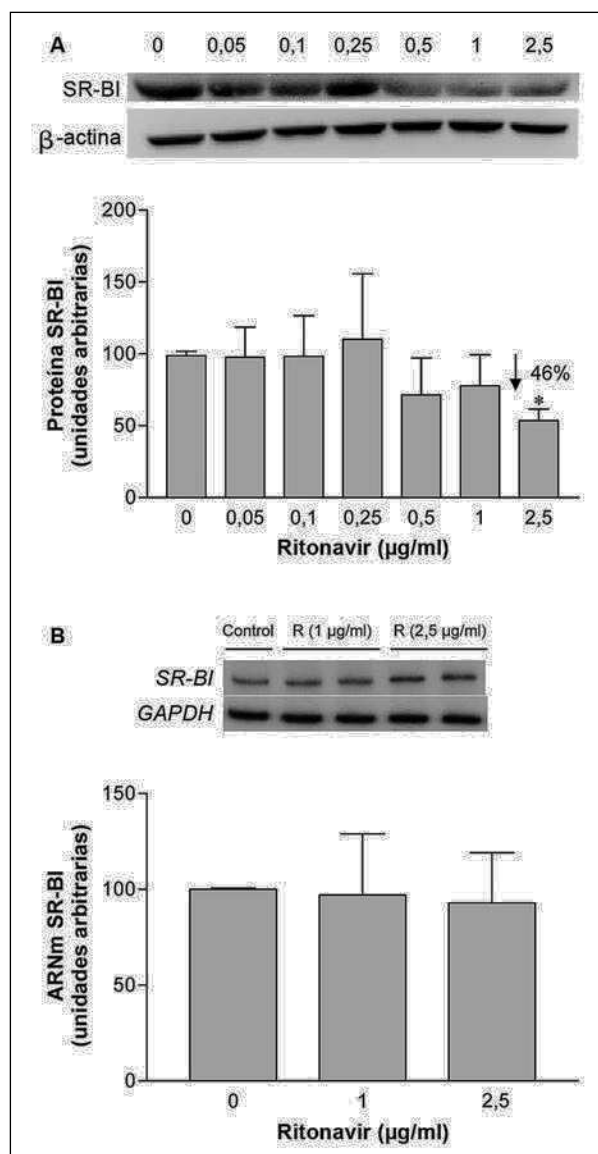 A
0 0,05 0,1 0,25 0,5 1 2,5
SR-BI
β-actina
Proteína SR-BI
(unidades arbitrarias)
200
150
100
50
0
46%
*
0 0,05 0,1 0,25 0,5 1 2,5
Ritonavir (µg/ml)
B
Control R (1 µg/ml) R (2,5 µg/ml)
SR-BI
GAPDH
ARNm SR-BI
(unidades arbitrarias)
150
100
50
0
0 1 2,5
Ritonavir (µg/ml)